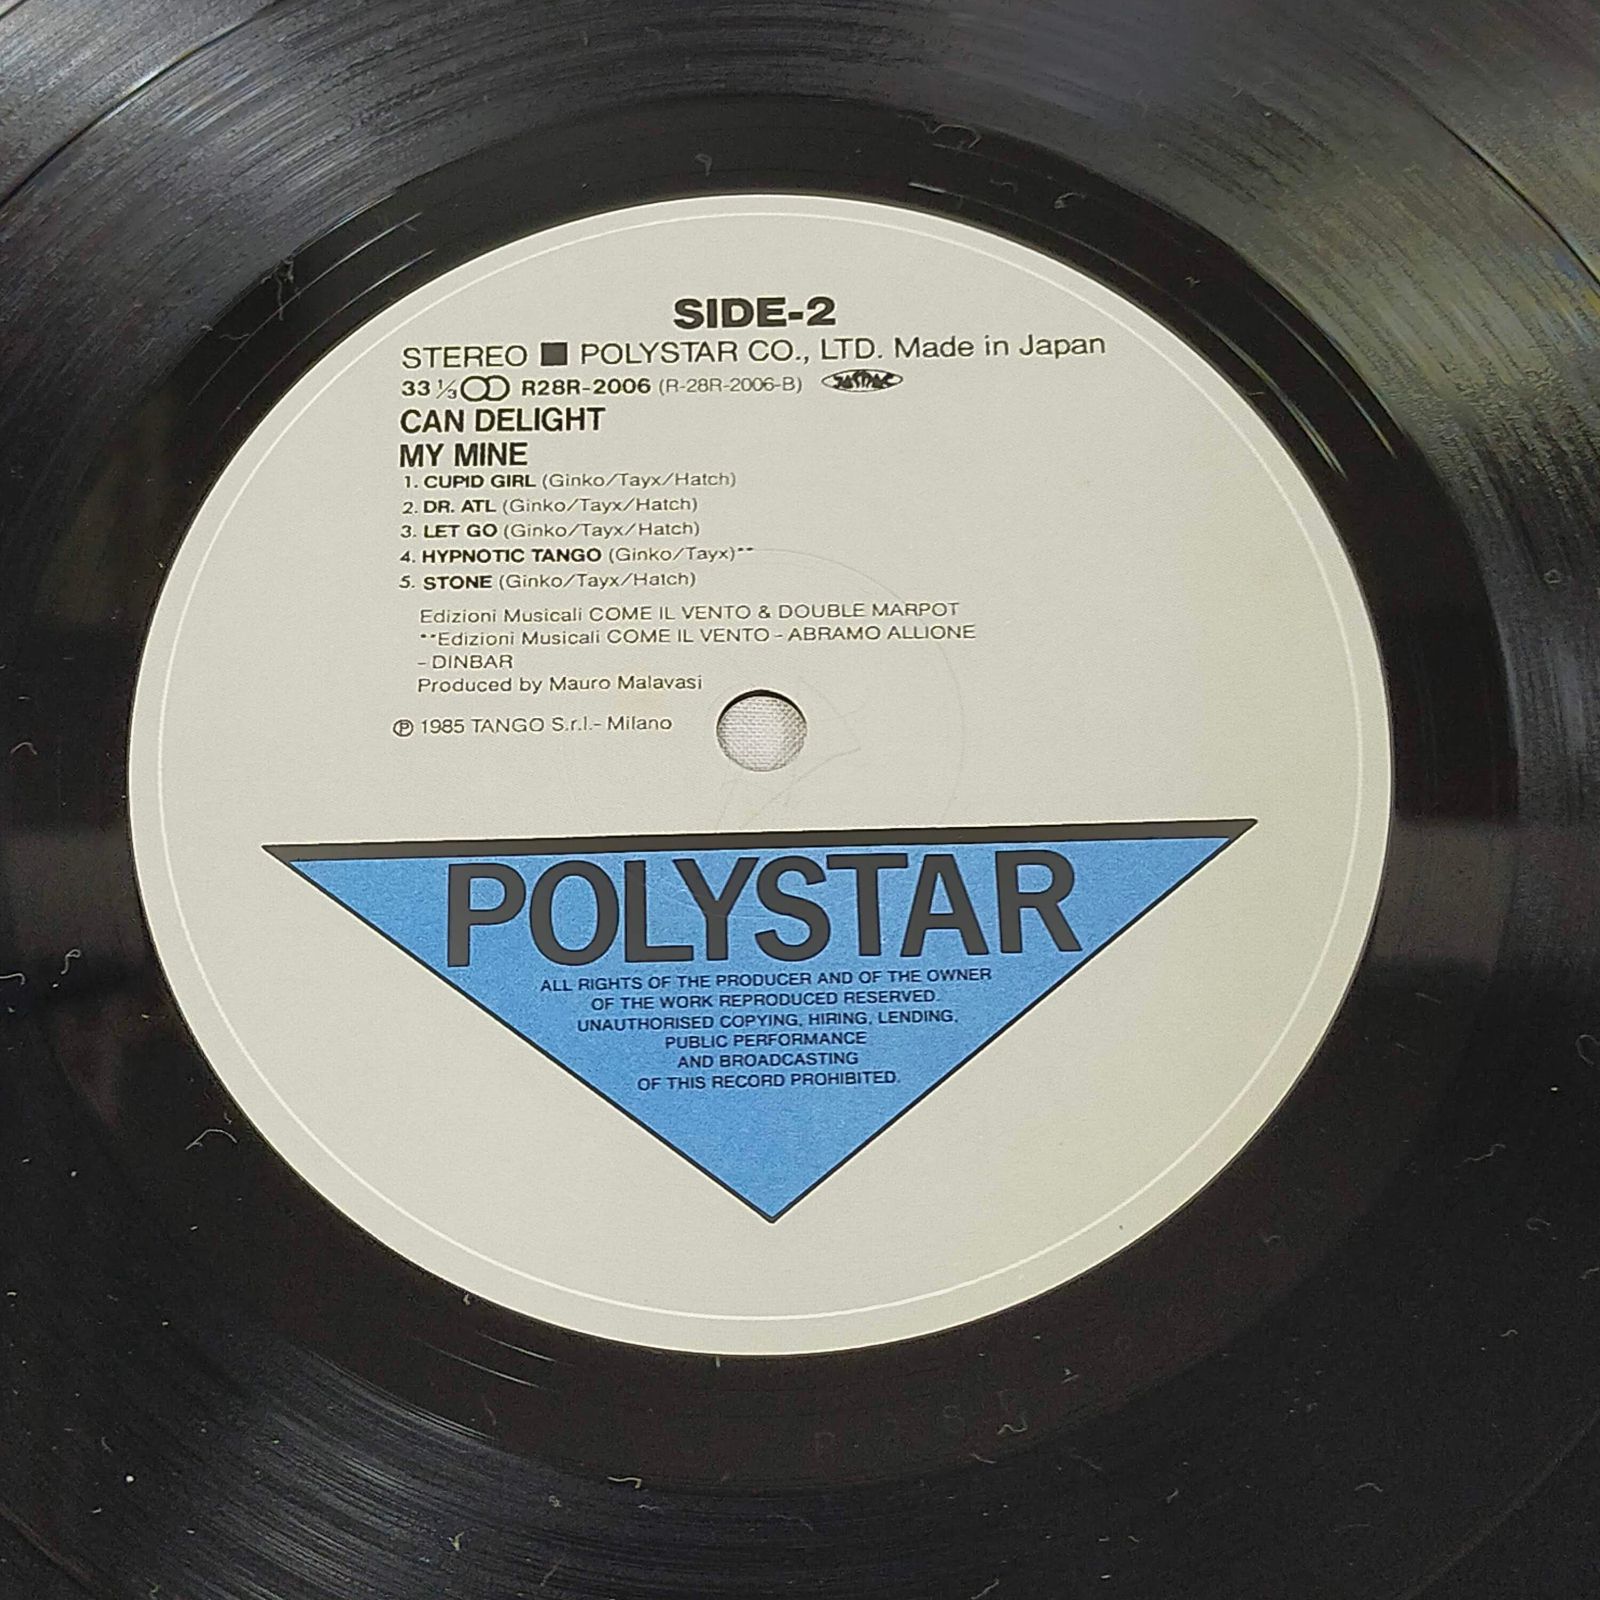 SIDE-2
STEREO ■ POLYSTAR CO., LTD. Made in Japan
33 1/3 R28R-2006 (R-28R-2006-B) JASRAC
CAN DELIGHT
MY MINE
1. CUPID GIRL (Ginko/Tayx/Hatch)
2. DR. ATL (Ginko/Tayx/Hatch)
3. LET GO (Ginko/Tayx/Hatch)
4. HYPNOTIC TANGO (Ginko/Tayx)**
5. STONE (Ginko/Tayx/Hatch)
Edizioni Musicali COME IL VENTO & DOUBLE MARPOT
**Edizioni Musicali COME IL VENTO - ABRAMO ALLIONE
- DINBAR
Produced by Mauro Malavasi
℗ 1985 TANGO S.r.l.- Milano
POLYSTAR
ALL RIGHTS OF THE PRODUCER AND OF THE OWNER
OF THE WORK REPRODUCED RESERVED.
UNAUTHORISED COPYING, HIRING, LENDING,
PUBLIC PERFORMANCE
AND BROADCASTING
OF THIS RECORD PROHIBITED.